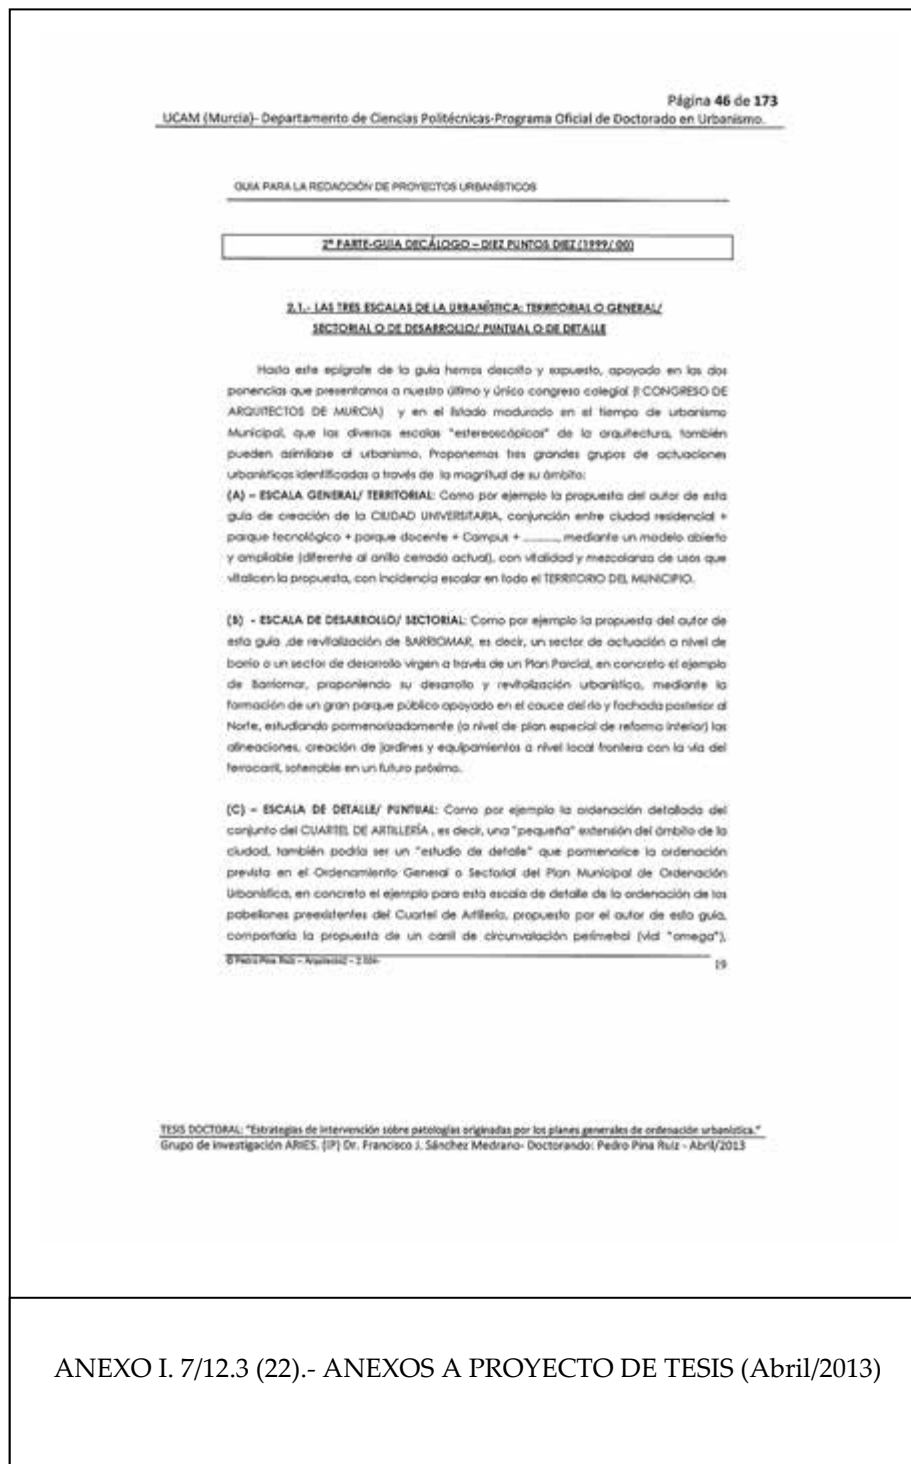 Página 46 de 173
UCAM (Murcia)- Departamento de Ciencias Politécnicas-Programa Oficial de Doctorado en Urbanismo.
GUIA PARA LA REDACCIÓN DE PROYECTOS URBANÍSTICOS
2ª PARTE-GUIA DECÁLOGO – DIEZ PUNTOS DIEZ (1999/00)
2.1.- LAS TRES ESCALAS DE LA URBANÍSTICA: TERRITORIAL O GENERAL/
SECTORIAL O DE DESARROLLO/ PUNTUAL O DE DETALLE
Hasta este epígrafe de la guía hemos descrito y expuesto, apoyado en las dos
ponencias que presentamos a nuestro último y único congreso colegial (I CONGRESO DE
ARQUITECTOS DE MURCIA) y en el listado madurado en el tiempo de urbanismo
Municipal, que las diversas escalas "estereoscópicas" de la arquitectura, también
pueden asimilarse al urbanismo. Proponemos tres grandes grupos de actuaciones
urbanísticas identificadas a través de la magnitud de su ámbito:
(A) – ESCALA GENERAL/ TERRITORIAL: Como por ejemplo la propuesta del autor de esta
guía de creación de la CIUDAD UNIVERSITARIA, conjunción entre ciudad residencial +
parque tecnológico + parque docente + Campus + ______, mediante un modelo abierto
y ampliable (diferente al anillo cerrado actual), con vitalidad y mezcolanza de usos que
vitalicen la propuesta, con incidencia escalar en todo el TERRITORIO DEL MUNICIPIO.
(B) - ESCALA DE DESARROLLO/ SECTORIAL: Como por ejemplo la propuesta del autor de
esta guía ,de revitalización de BARRIOMAR, es decir, un sector de actuación a nivel de
barrio o un sector de desarrollo virgen a través de un Plan Parcial, en concreto el ejemplo
de Barriomar, proponiendo su desarrollo y revitalización urbanística, mediante la
formación de un gran parque público apoyado en el cauce del río y fachada posterior al
Norte, estudiando pormenorizadamente (a nivel de plan especial de reforma interior) las
alineaciones, creación de jardines y equipamientos a nivel local frontera con la vía del
ferrocarril, soterrable en un futuro próximo.
(C) – ESCALA DE DETALLE/ PUNTUAL: Como por ejemplo la ordenación detallada del
conjunto del CUARTEL DE ARTILLERÍA , es decir, una "pequeña" extensión del ámbito de la
ciudad, también podría ser un "estudio de detalle" que pormenorice la ordenación
prevista en el Ordenamiento General o Sectorial del Plan Municipal de Ordenación
Urbanística, en concreto el ejemplo para esta escala de detalle de la ordenación de los
pabellones preexistentes del Cuartel de Artillería, propuesto por el autor de esta guía,
comportaría la propuesta de un carril de circunvalación perimetral (vial "omega"),
© Pedro Pina Ruiz – 19
TESIS DOCTORAL: "Estrategias de intervención sobre patologías originadas por los planes generales de ordenación urbanística."
Grupo de investigación ARIES. (IP) Dr. Francisco J. Sánchez Medrano- Doctorando: Pedro Pina Ruiz - Abril/2013
ANEXO I. 7/12.3 (22).- ANEXOS A PROYECTO DE TESIS (Abril/2013)